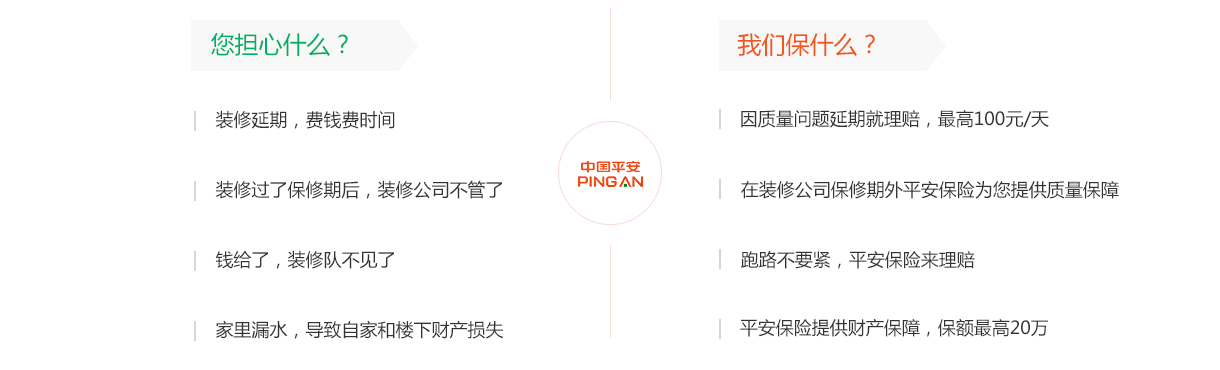 您担心什么？
装修延期，费钱费时间
装修过了保修期后，装修公司不管了
钱给了，装修队不见了
家里漏水，导致自家和楼下财产损失
中国平安
PING AN
我们保什么？
因质量问题延期就理赔，最高100元/天
在装修公司保修期外平安保险为您提供质量保障
跑路不要紧，平安保险来理赔
平安保险提供财产保障，保额最高20万